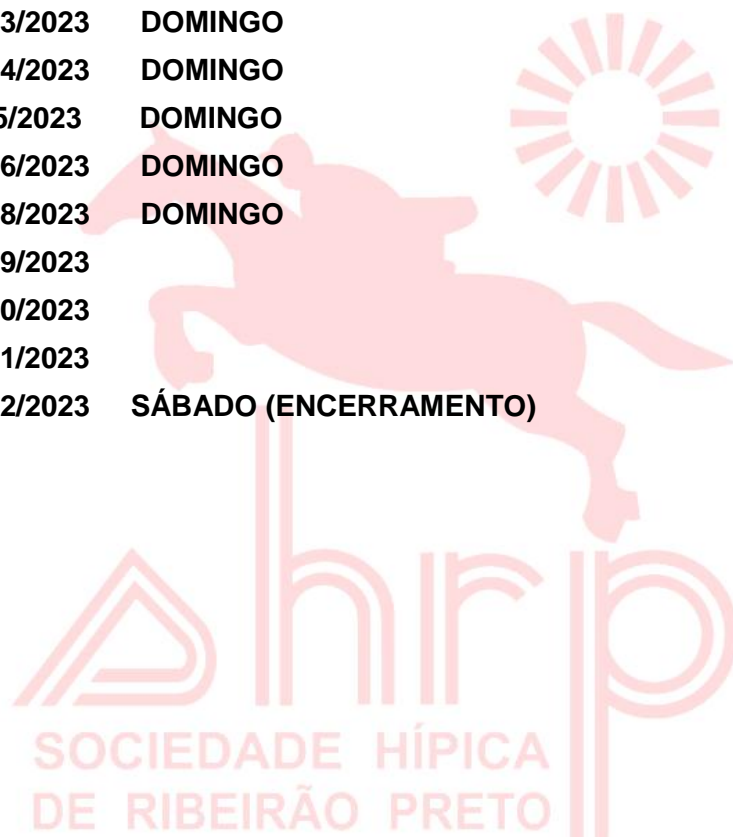 3/2023 DOMINGO
4/2023 DOMINGO
5/2023 DOMINGO
6/2023 DOMINGO
8/2023 DOMINGO
9/2023
0/2023
1/2023
2/2023 SÁBADO (ENCERRAMENTO)
shrp
SOCIEDADE HÍPICA
DE RIBEIRÃO PRETO